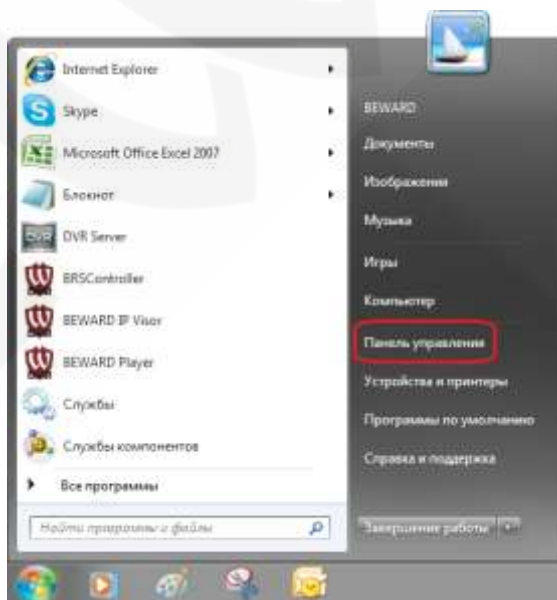 Internet Explorer
Skype
Microsoft Office Excel 2007
Блокнот
DVR Server
BRSController
BEWARD IP Visor
BEWARD Player
Службы
Службы компонентов
Все программы
Найти программы и файлы
BEWARD
Документы
Изображения
Музыка
Игры
Компьютер
Панель управления
Устройства и принтеры
Программы по умолчанию
Справка и поддержка
Завершение работы